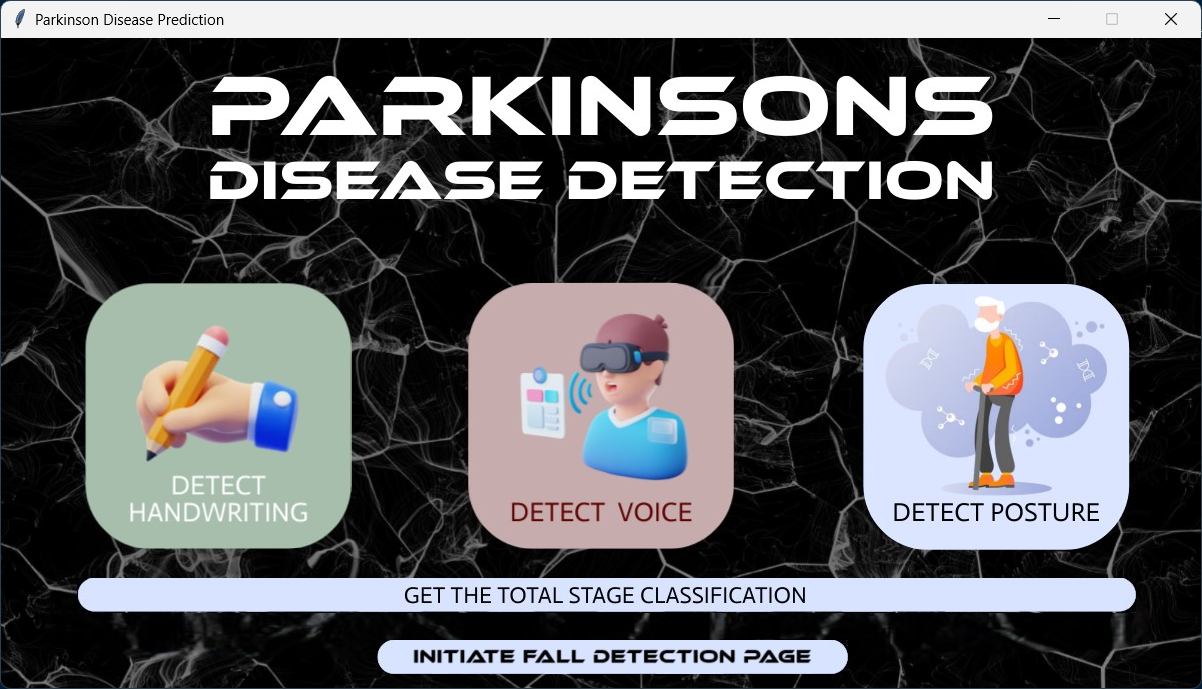 Parkinson Disease Prediction
PARKINSONS
DISEASE DETECTION
DETECT
HANDWRITING
DETECT VOICE
DETECT POSTURE
GET THE TOTAL STAGE CLASSIFICATION
INITIATE FALL DETECTION PAGE